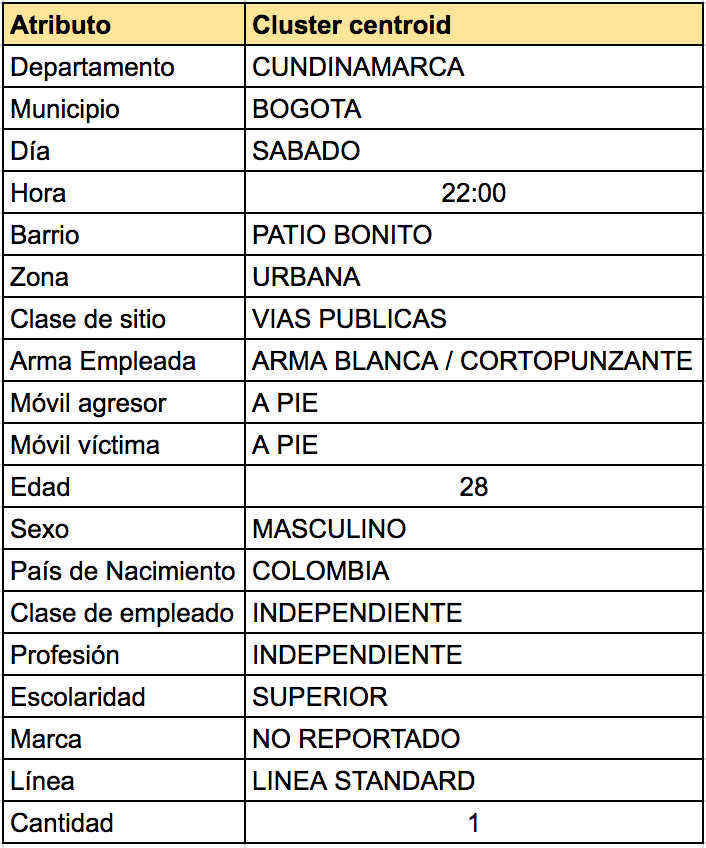 Atributo Cluster centroid
Departamento CUNDINAMARCA
Municipio BOGOTA
Día SABADO
Hora 22:00
Barrio PATIO BONITO
Zona URBANA
Clase de sitio VIAS PUBLICAS
Arma Empleada ARMA BLANCA / CORTOPUNZANTE
Móvil agresor A PIE
Móvil víctima A PIE
Edad 28
Sexo MASCULINO
País de Nacimiento COLOMBIA
Clase de empleado INDEPENDIENTE
Profesión INDEPENDIENTE
Escolaridad SUPERIOR
Marca NO REPORTADO
Línea LINEA STANDARD
Cantidad 1